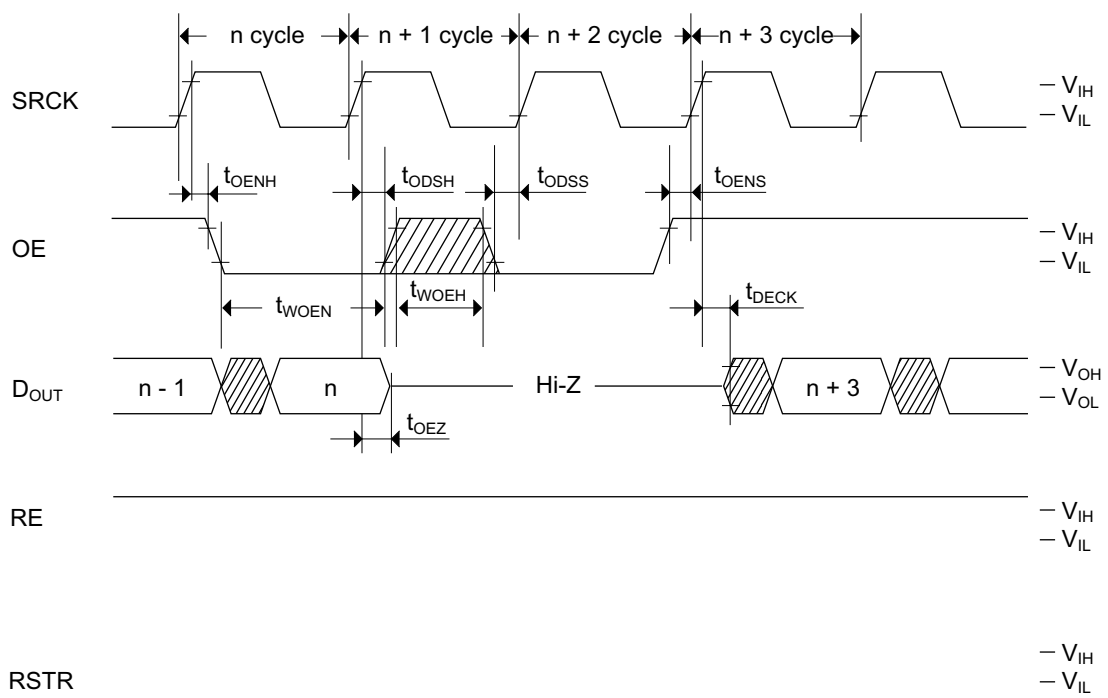 n cycle n + 1 cycle n + 2 cycle n + 3 cycle
SRCK
VIH
VIL
tOENH tODSH tODSS tOENS
OE
VIH
VIL
tWOEN tWOEH tDECK
DOUT
n - 1 n Hi-Z n + 3
VOH
VOL
tOEZ
RE
VIH
VIL
VIH
RSTR
VIL